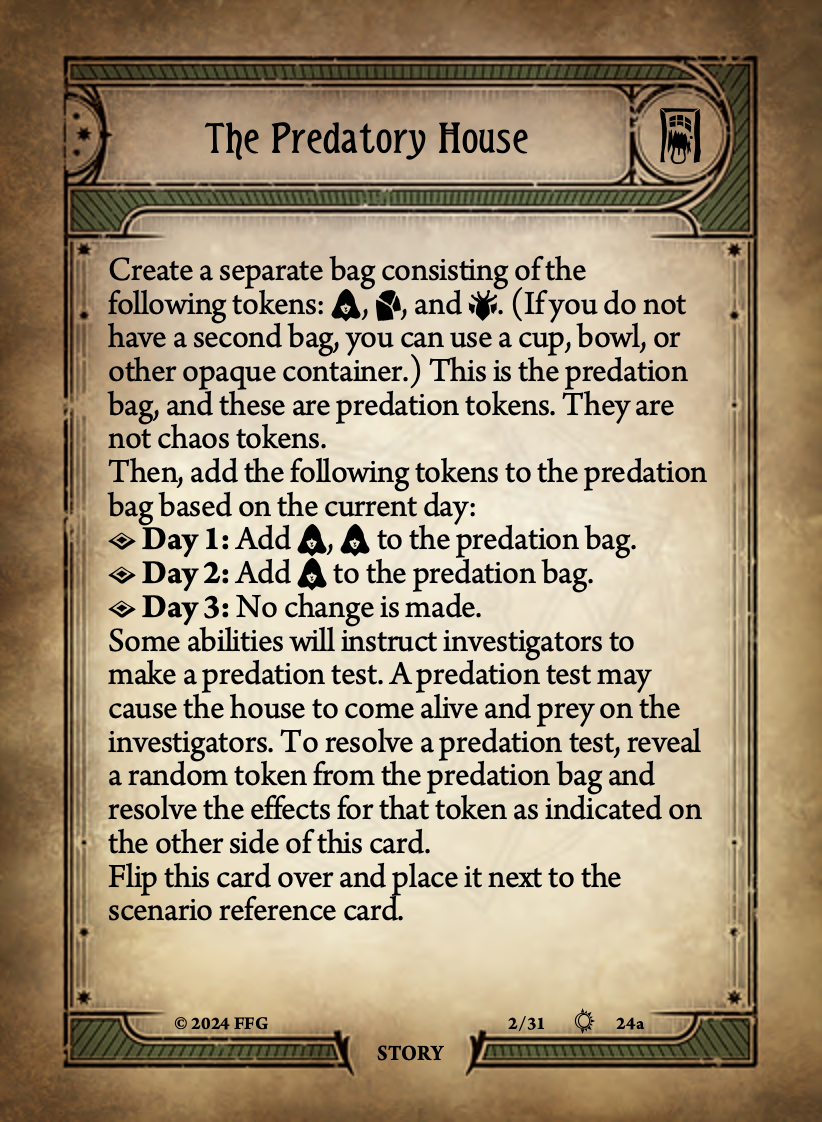 The Predatory House
Create a separate bag consisting of the
following tokens: , , and . (If you do not
have a second bag, you can use a cup, bowl, or
other opaque container.) This is the predation
bag, and these are predation tokens. They are
not chaos tokens.
Then, add the following tokens to the predation
bag based on the current day:
Day 1: Add , to the predation bag.
Day 2: Add to the predation bag.
Day 3: No change is made.
Some abilities will instruct investigators to
make a predation test. A predation test may
cause the house to come alive and prey on the
investigators. To resolve a predation test, reveal
a random token from the predation bag and
resolve the effects for that token as indicated on
the other side of this card.
Flip this card over and place it next to the
scenario reference card.
© 2024 FFG 2/31 24a
STORY